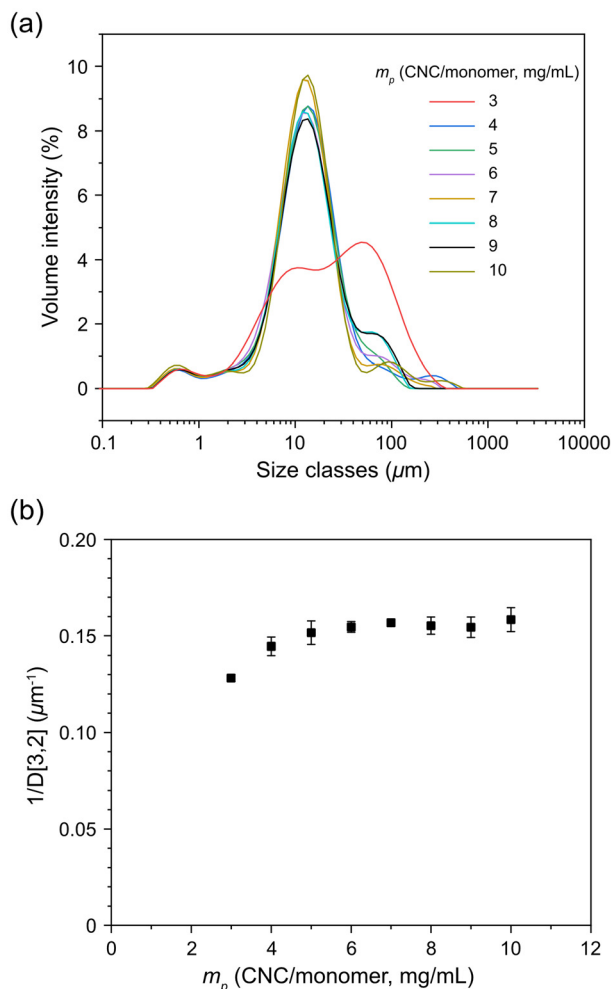 (a)
Volume intensity (%)
10
8
6
4
2
0
m_p (CNC/monomer, mg/mL)
3
4
5
6
7
8
9
10
0.1 1 10 100 1000 10000
Size classes (µm)
(b)
1/D[3,2] (µm⁻¹)
0.20
0.15
0.10
0.05
0
0 2 4 6 8 10 12
m_p (CNC/monomer, mg/mL)